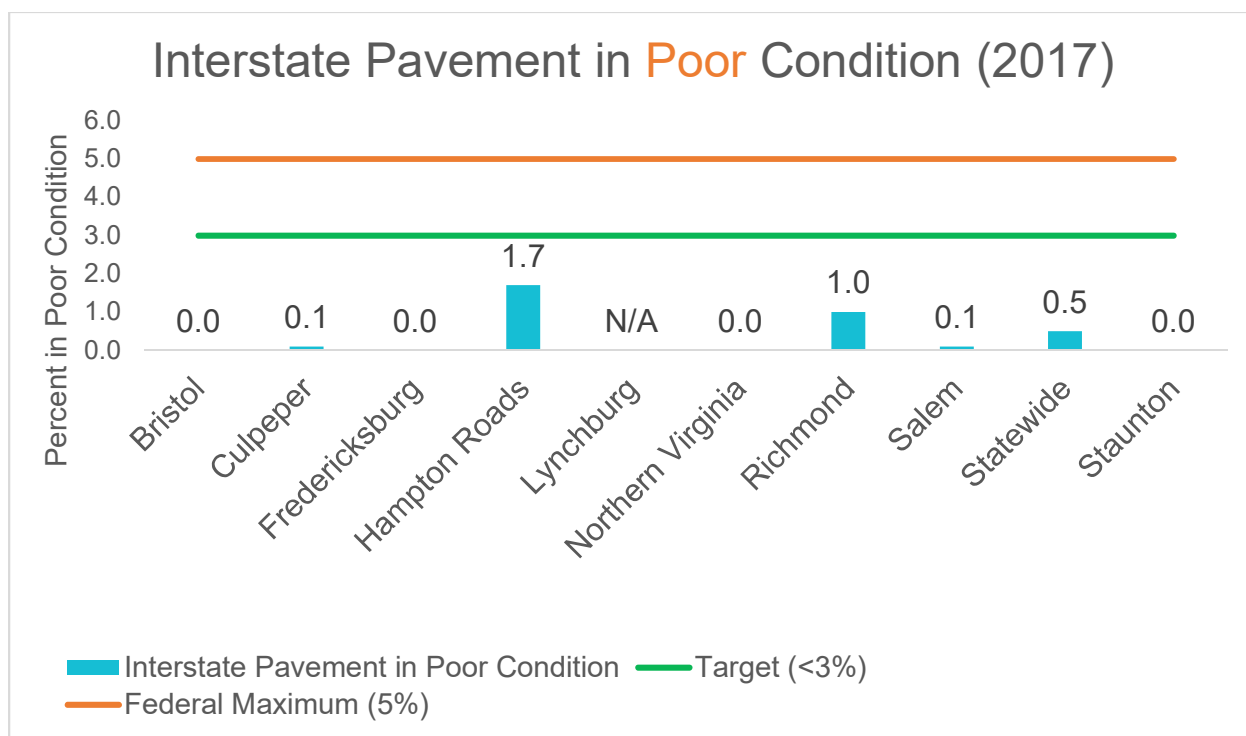 Interstate Pavement in Poor Condition (2017)
Percent in Poor Condition
6.0
5.0
4.0
3.0
2.0
1.0
0.0
0.0
0.1
0.0
1.7
N/A
0.0
1.0
0.1
0.5
0.0
Bristol
Culpeper
Fredericksburg
Hampton Roads
Lynchburg
Northern Virginia
Richmond
Salem
Statewide
Staunton
Interstate Pavement in Poor Condition
Target (<3%)
Federal Maximum (5%)